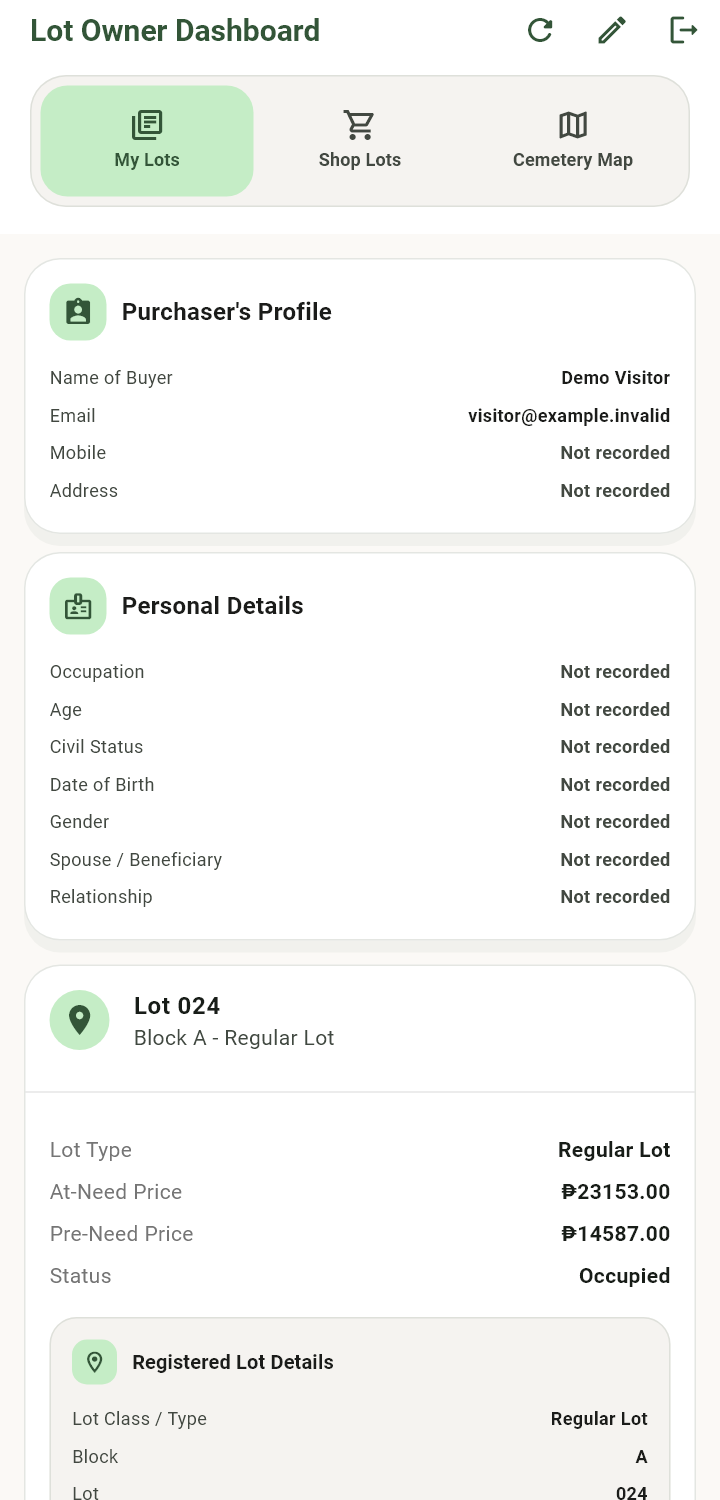 Lot Owner Dashboard
My Lots
Shop Lots
Cemetery Map
Purchaser's Profile
Name of Buyer Demo Visitor
Email visitor@example.invalid
Mobile Not recorded
Address Not recorded
Personal Details
Occupation Not recorded
Age Not recorded
Civil Status Not recorded
Date of Birth Not recorded
Gender Not recorded
Spouse / Beneficiary Not recorded
Relationship Not recorded
Lot 024
Block A - Regular Lot
Lot Type Regular Lot
At-Need Price ₱23153.00
Pre-Need Price ₱14587.00
Status Occupied
Registered Lot Details
Lot Class / Type Regular Lot
Block A
Lot 024